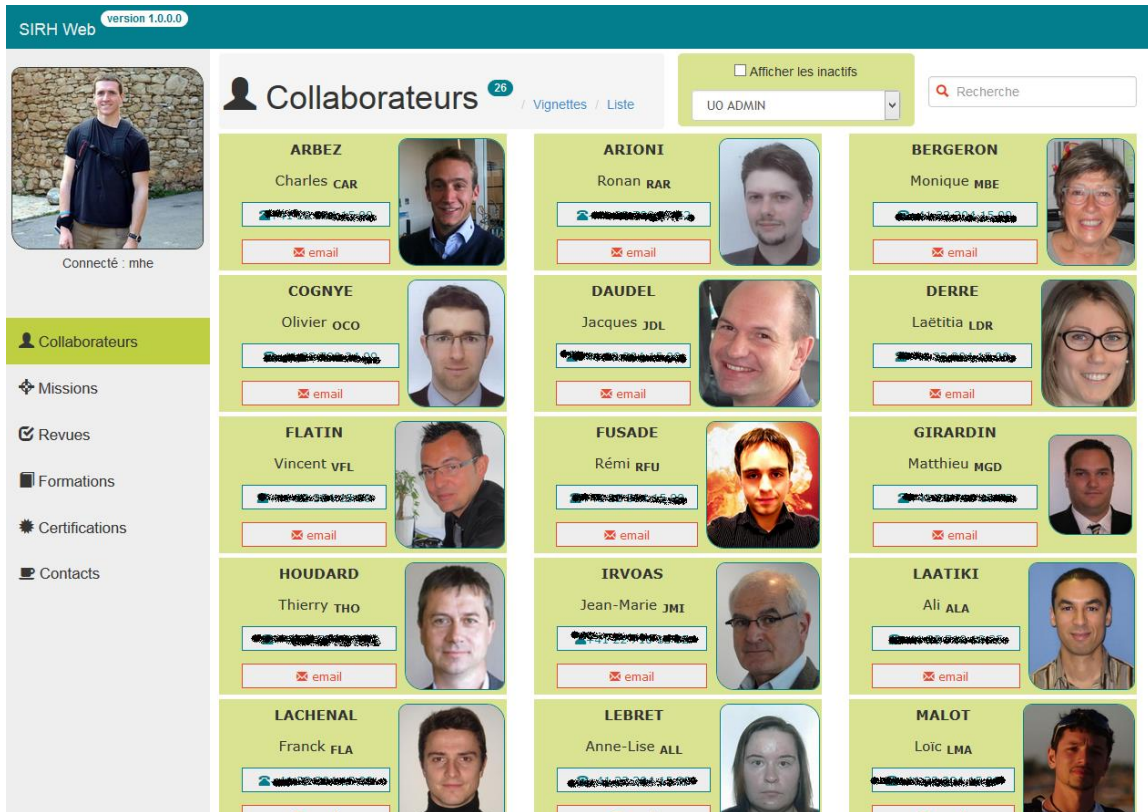 SIRH Web version 1.0.0.0
Connecté : mhe
Collaborateurs
Missions
Revues
Formations
Certifications
Contacts
Collaborateurs 26 / Vignettes / Liste
Afficher les inactifs
UO ADMIN
Recherche
ARBEZ
Charles CAR
email
ARIONI
Ronan RAR
email
BERGERON
Monique MBE
email
COGNYE
Olivier OCO
email
DAUDEL
Jacques JDL
email
DERRE
Laëtitia LDR
email
FLATIN
Vincent VFL
email
FUSADE
Rémi RFU
email
GIRARDIN
Matthieu MGD
email
HOUDARD
Thierry THO
email
IRVOAS
Jean-Marie JMI
email
LAATIKI
Ali ALA
email
LACHENAL
Franck FLA
LEBRET
Anne-Lise ALL
MALOT
Loïc LMA